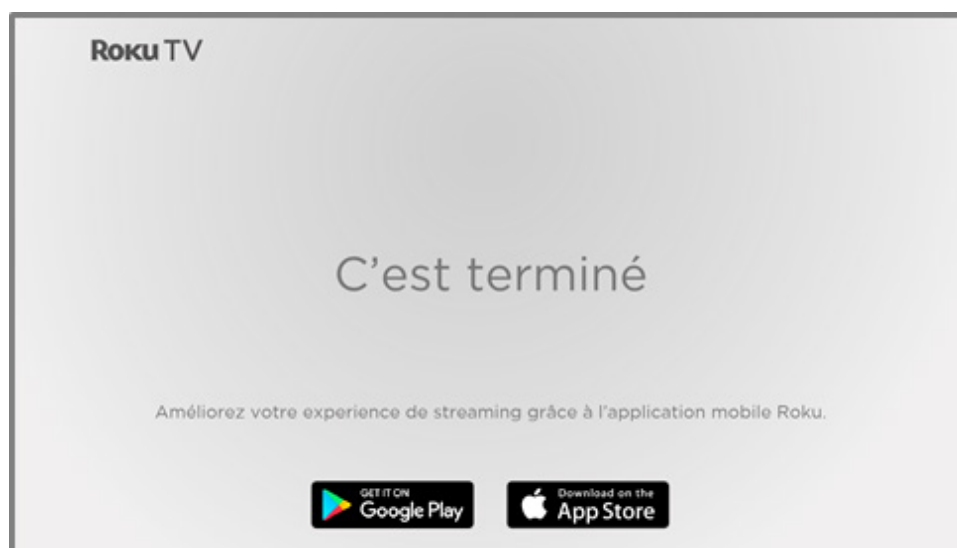 Roku TV
C'est terminé
Améliorez votre experience de streaming grâce à l'application mobile Roku.
GET IT ON
Google Play
Download on the
App Store